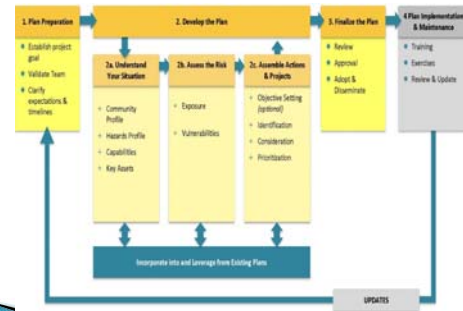 1. Plan Preparation
Establish project
goal
Validate Team
Clarify
expectations &
timelines
2. Develop the Plan
2a. Understand
Your Situation
Community
Profile
Hazards Profile
Capabilities
Key Assets
2b. Assess the Risk
Exposure
Vulnerabilities
2c. Assemble Actions
& Projects
Objective Setting
(optional)
Identification
Consideration
Prioritization
Incorporate Into and Leverage from Existing Plans
3. Finalize the Plan
Review
Approval
Adopt &
Disseminate
4 Plan Implementation
& Maintenance
Training
Exercises
Review & Update
UPDATES